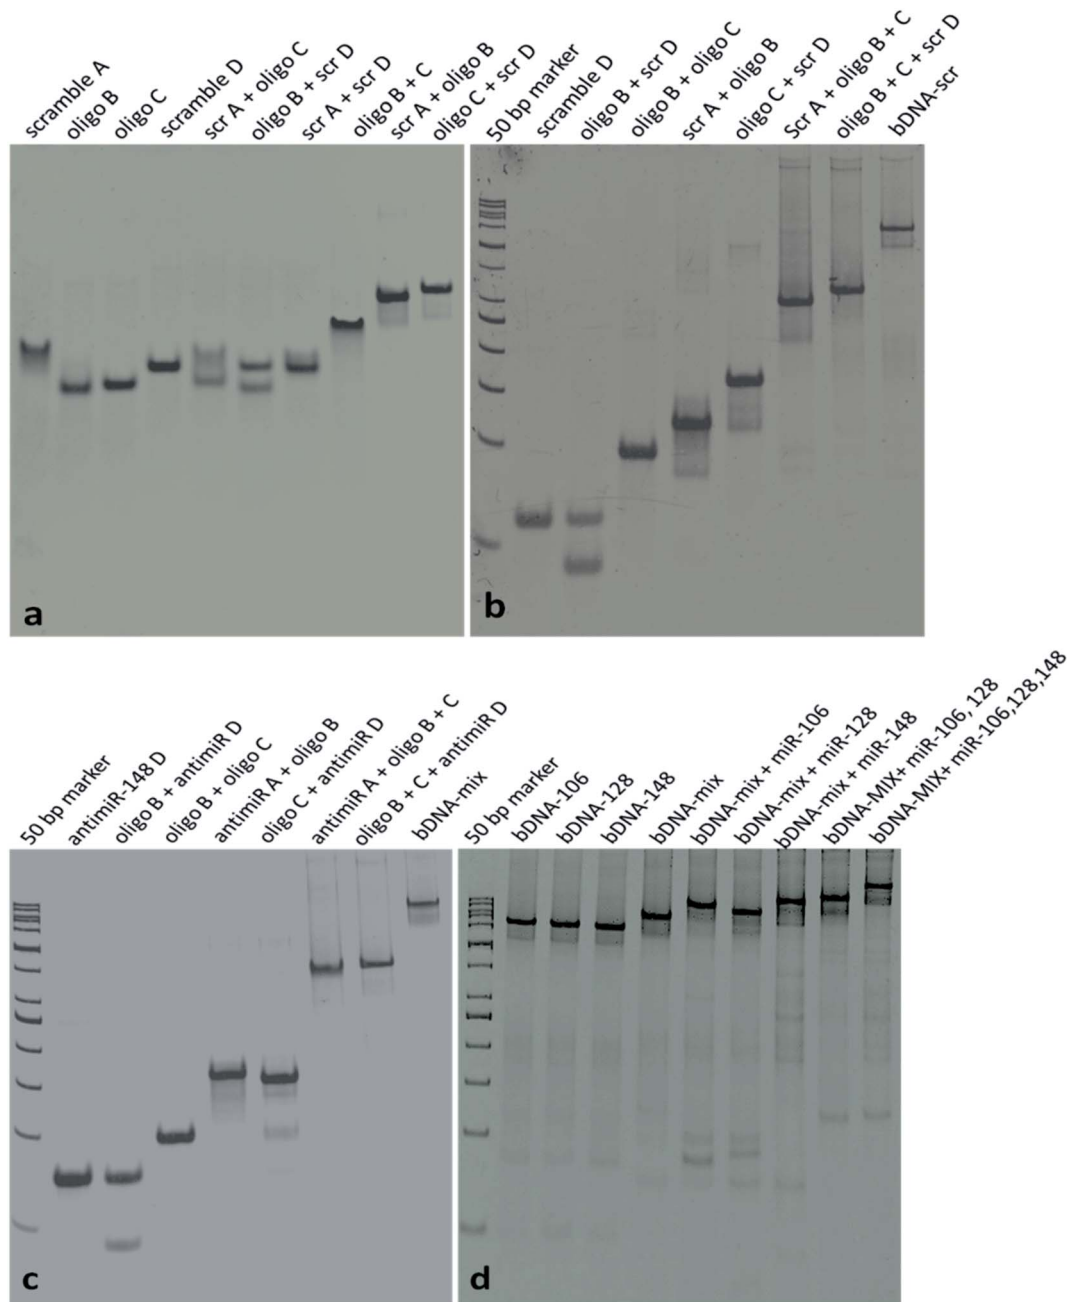 scramble A
oligo B
oligo C
scramble D
scr A + oligo C
oligo B + scr D
scr A + scr D
oligo B + C
scr A + oligo B
oligo C + scr D
50 bp marker
scramble D
oligo B + scr D
oligo B + oligo C
scr A + oligo B
oligo C + scr D
Scr A + oligo B + C
oligo B + C + scr D
bDNA-scr
a
b
50 bp marker
antimiR-148 D
oligo B + antimiR D
oligo B + oligo C
antimiR A + oligo B
oligo C + antimiR D
antimiR A + oligo B + C
oligo B + C + antimiR D
bDNA-mix
50 bp marker
bDNA-106
bDNA-128
bDNA-148
bDNA-mix
bDNA-mix + miR-106
bDNA-mix + miR-128
bDNA-mix + miR-148
bDNA-MIX+ miR-106, 128
bDNA-MIX+ miR-106,128,148
c
d